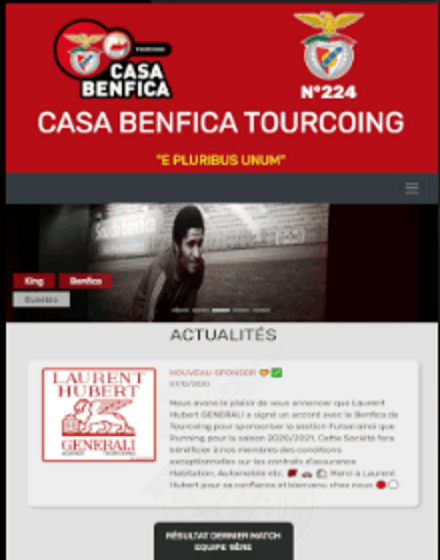 TOURCOING
CASA
BENFICA
N°224
CASA BENFICA TOURCOING
"E PLURIBUS UNUM"
King
Benfica
Eusébio
ACTUALITÉS
LAURENT
HUBERT
GENERALI
NOUVEAU SPONSOR 🤝✅
07/10/2020
Nous avons le plaisir de vous annoncer que Laurent
Hubert GENERALI a signé un accord avec le Benfica de
Tourcoing pour sponsoriser la section Futsal ainsi que
Running pour la saison 2020/2021. Cette Société fera
bénéficier à nos membres des conditions
exceptionnelles sur les contrats d'assurance
Habitation, Automobile etc.
Merci à Laurent
Hubert pour sa confiance et bienvenu chez nous 🔴⚪
RÉSULTAT DERNIER MATCH
EQUIPE 1ÈRE